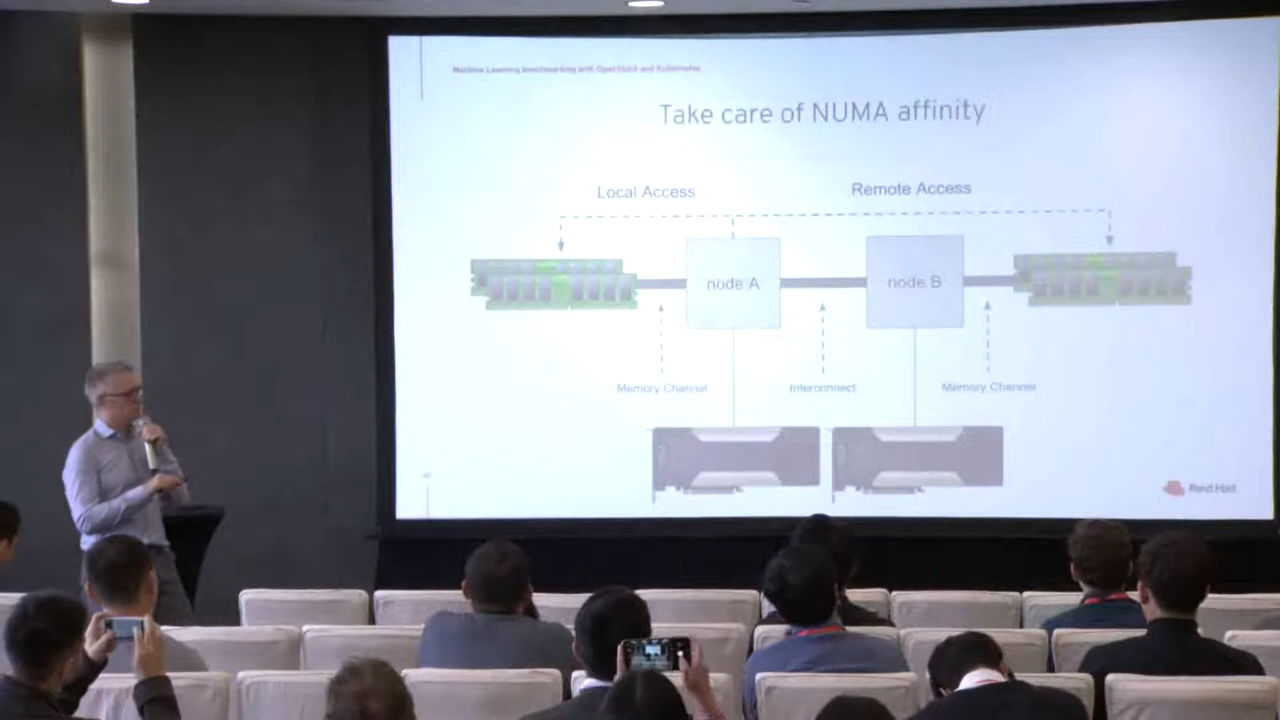 Machine Learning benchmarking with OpenStack and Kubernetes
Take care of NUMA affinity
Local Access
Remote Access
node A
node B
Memory Channel
Interconnect
Memory Channel
Red Hat